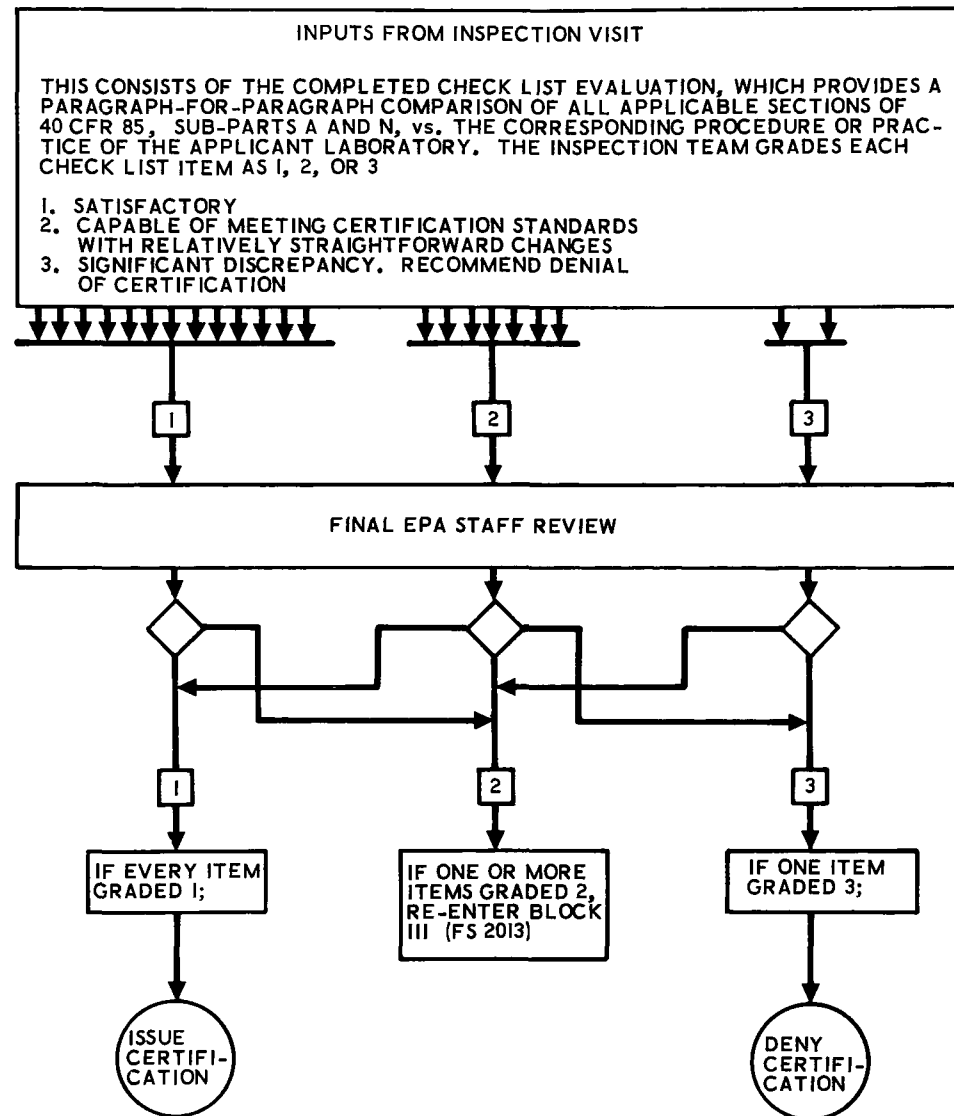 INPUTS FROM INSPECTION VISIT
THIS CONSISTS OF THE COMPLETED CHECK LIST EVALUATION, WHICH PROVIDES A
PARAGRAPH-FOR-PARAGRAPH COMPARISON OF ALL APPLICABLE SECTIONS OF
40 CFR 85, SUB-PARTS A AND N, vs. THE CORRESPONDING PROCEDURE OR PRAC-
TICE OF THE APPLICANT LABORATORY. THE INSPECTION TEAM GRADES EACH
CHECK LIST ITEM AS 1, 2, OR 3
1. SATISFACTORY
2. CAPABLE OF MEETING CERTIFICATION STANDARDS
WITH RELATIVELY STRAIGHTFORWARD CHANGES
3. SIGNIFICANT DISCREPANCY. RECOMMEND DENIAL
OF CERTIFICATION
1
2
3
FINAL EPA STAFF REVIEW
1
2
3
IF EVERY ITEM
GRADED 1;
IF ONE OR MORE
ITEMS GRADED 2,
RE-ENTER BLOCK
III (FS 2013)
IF ONE ITEM
GRADED 3;
ISSUE
CERTIFI-
CATION
DENY
CERTIFI-
CATION